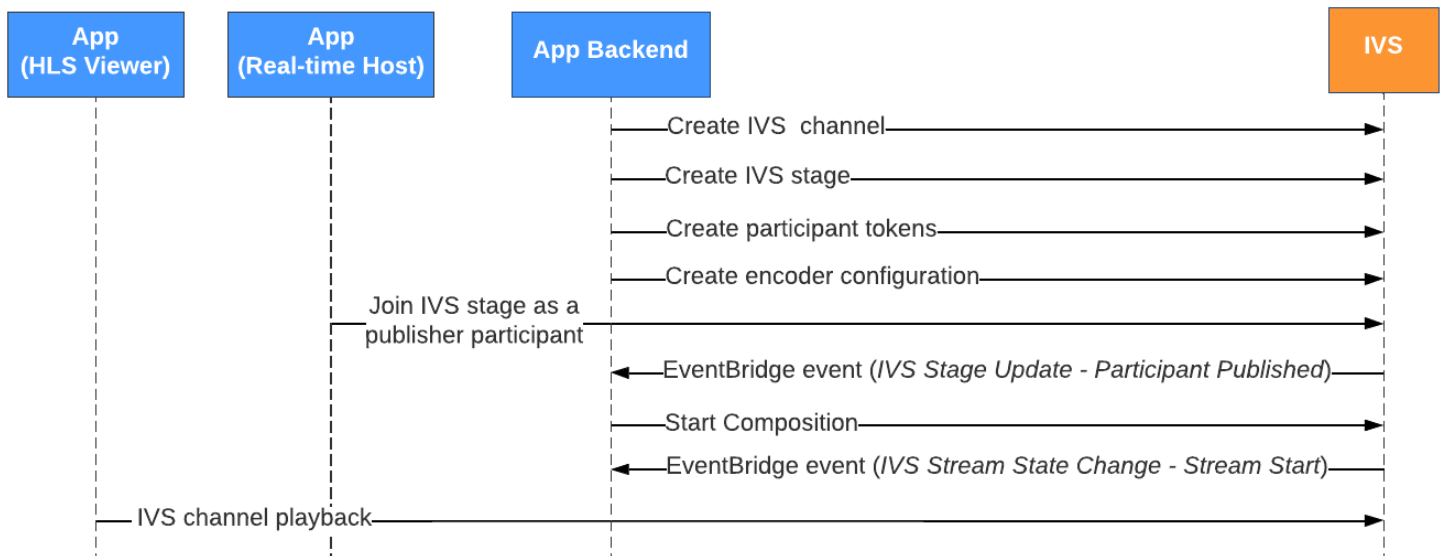 App
(HLS Viewer)
App
(Real-time Host)
App Backend
IVS
Create IVS channel
Create IVS stage
Create participant tokens
Create encoder configuration
Join IVS stage as a
publisher participant
EventBridge event (IVS Stage Update - Participant Published)
Start Composition
EventBridge event (IVS Stream State Change - Stream Start)
IVS channel playback